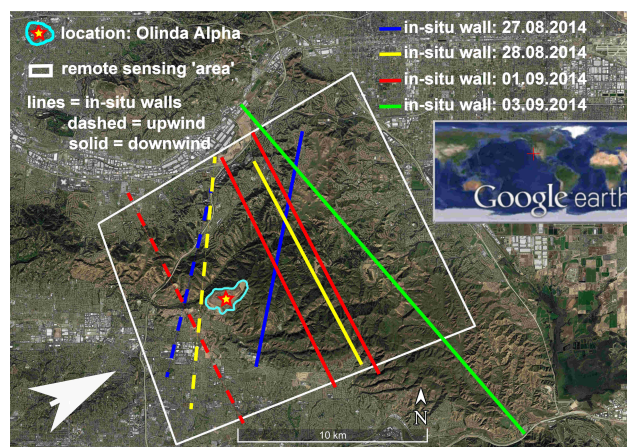 location: Olinda Alpha
remote sensing 'area'
lines = in-situ walls
dashed = upwind
solid = downwind
in-situ wall: 27.08.2014
in-situ wall: 28.08.2014
in-situ wall: 01.09.2014
in-situ wall: 03.09.2014
Google earth
N
10 km